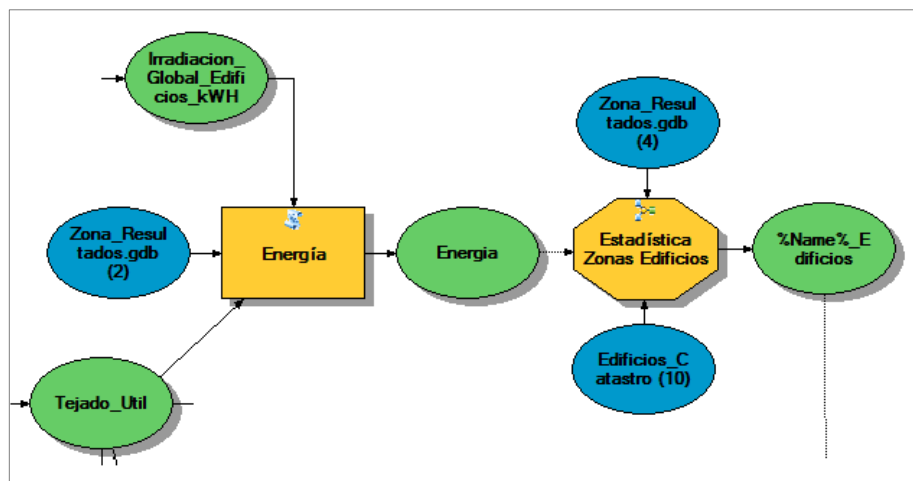 Irradiacion_
Global_Edifi
cios_kWH
Zona_Resul
tados.gdb
(4)
Zona_Resul
tados.gdb
(2)
Energía
Energia
Estadística
Zonas Edificios
%Name%_E
dificios
Edificios_C
atastro (10)
Tejado_Util